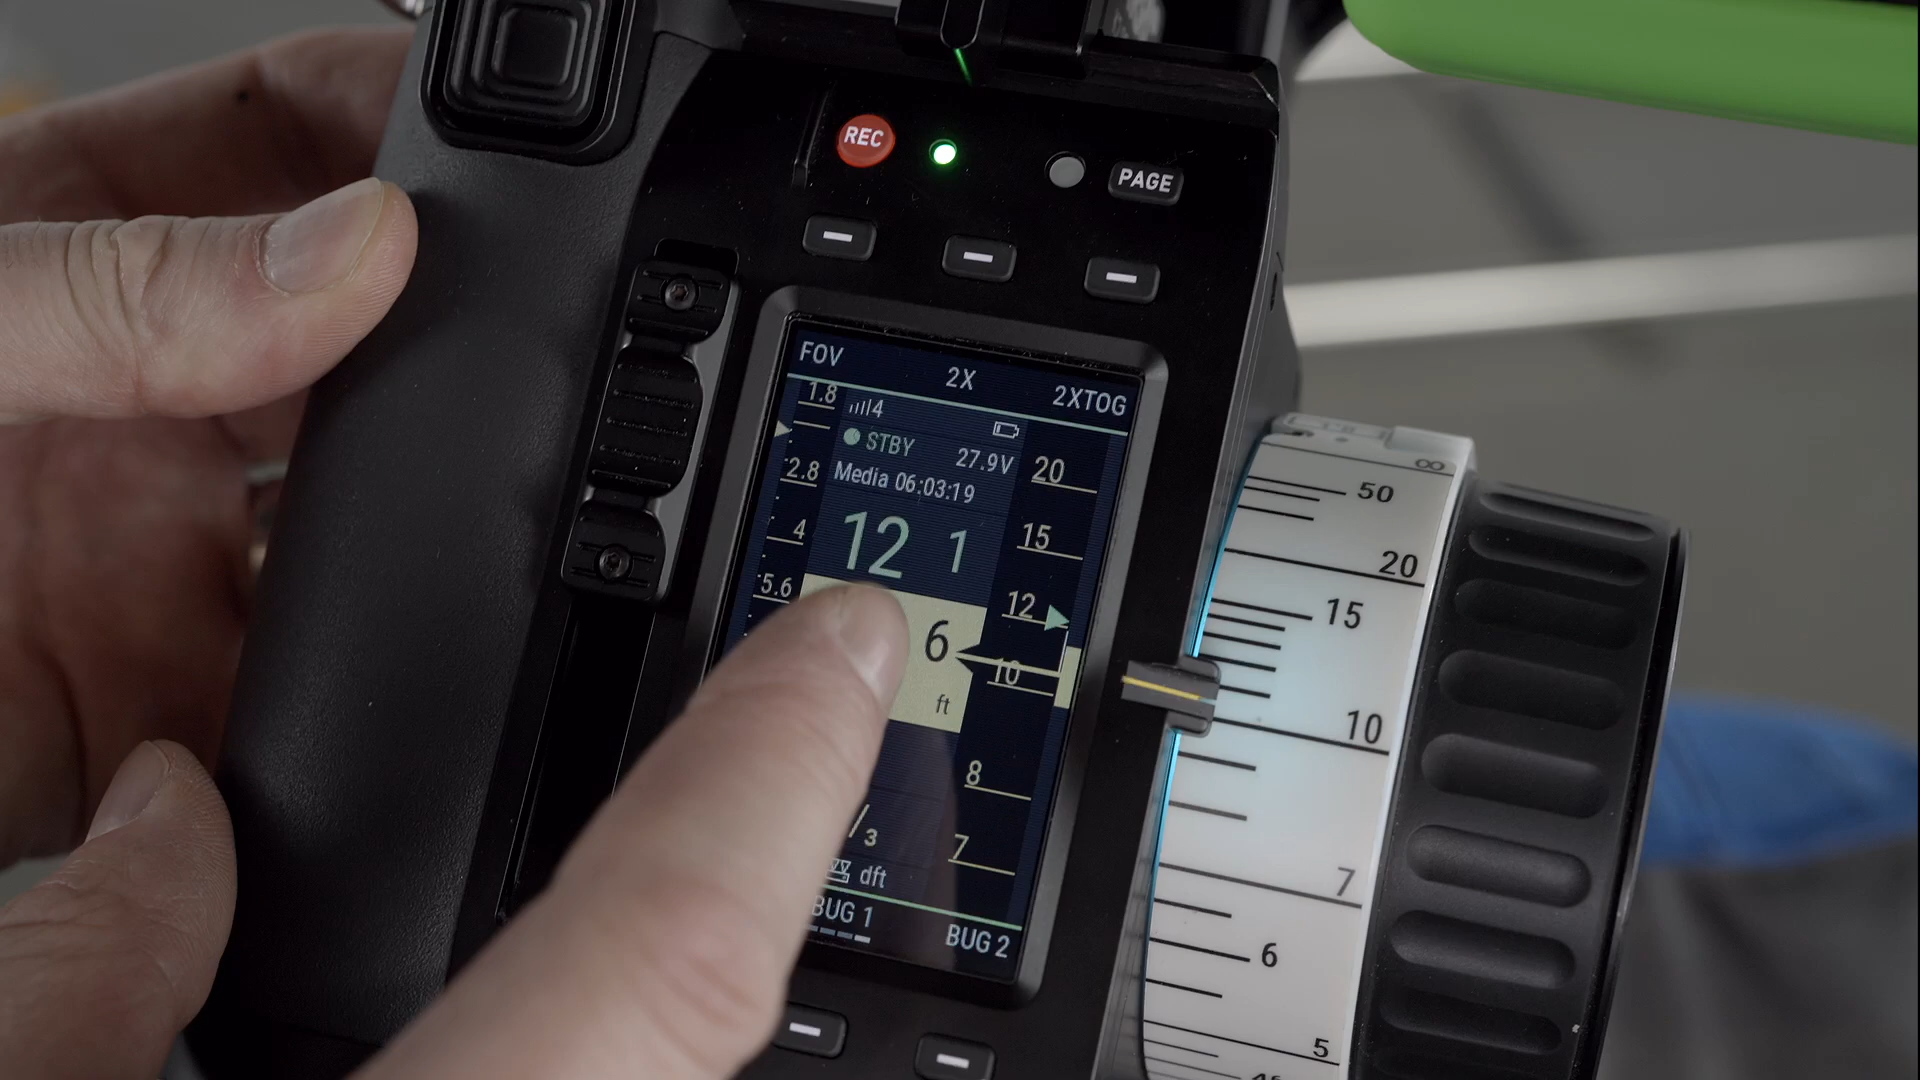 REC
PAGE
FOV
2X
2XTOG
1.8
4
STBY
27.9V
2.8
Media 06:03:19
20
4
12 1
15
5.6
12
6
10
ft
8
/3
7
dft
BUG 1
BUG 2
∞
50
20
15
10
7
6
5